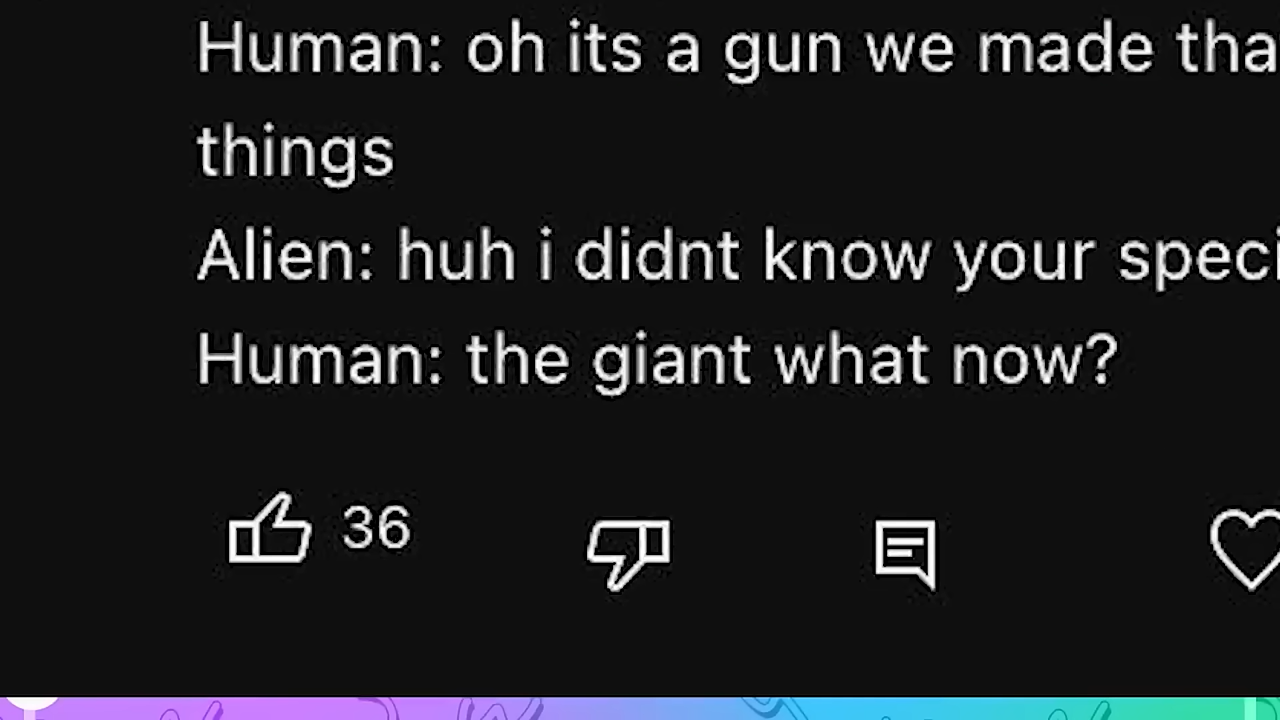 Human: oh its a gun we made tha
things
Alien: huh i didnt know your speci
Human: the giant what now?
36